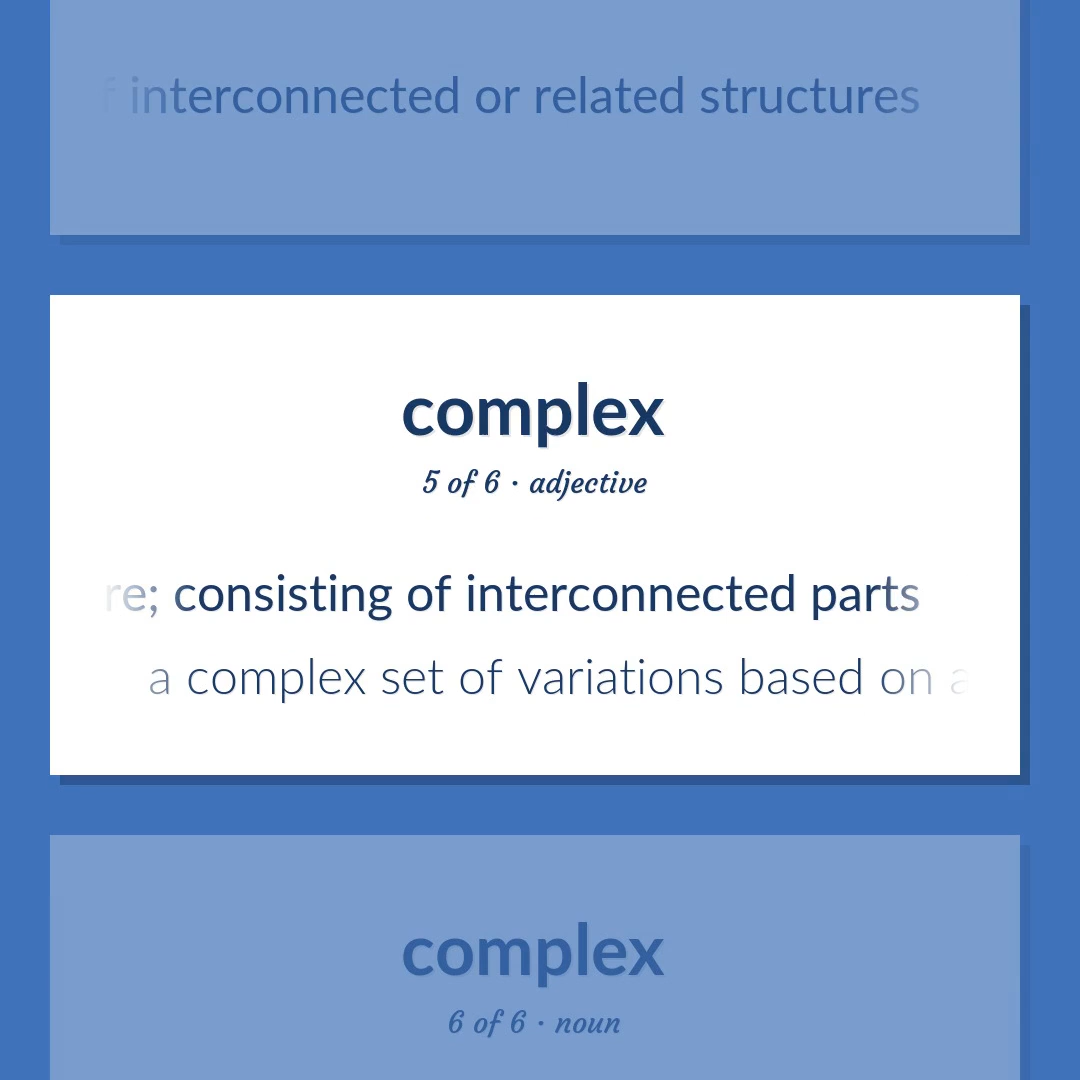 f interconnected or related structures
complex
5 of 6 · adjective
re; consisting of interconnected parts
a complex set of variations based on a
complex
6 of 6 · noun